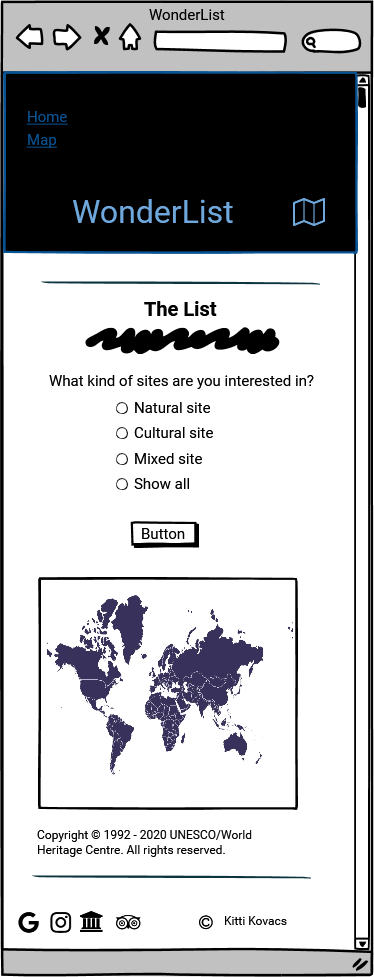 WonderList
Home
Map
WonderList
The List
What kind of sites are you interested in?
Natural site
Cultural site
Mixed site
Show all
Button
Copyright © 1992 - 2020 UNESCO/World
Heritage Centre. All rights reserved.
© Kitti Kovacs